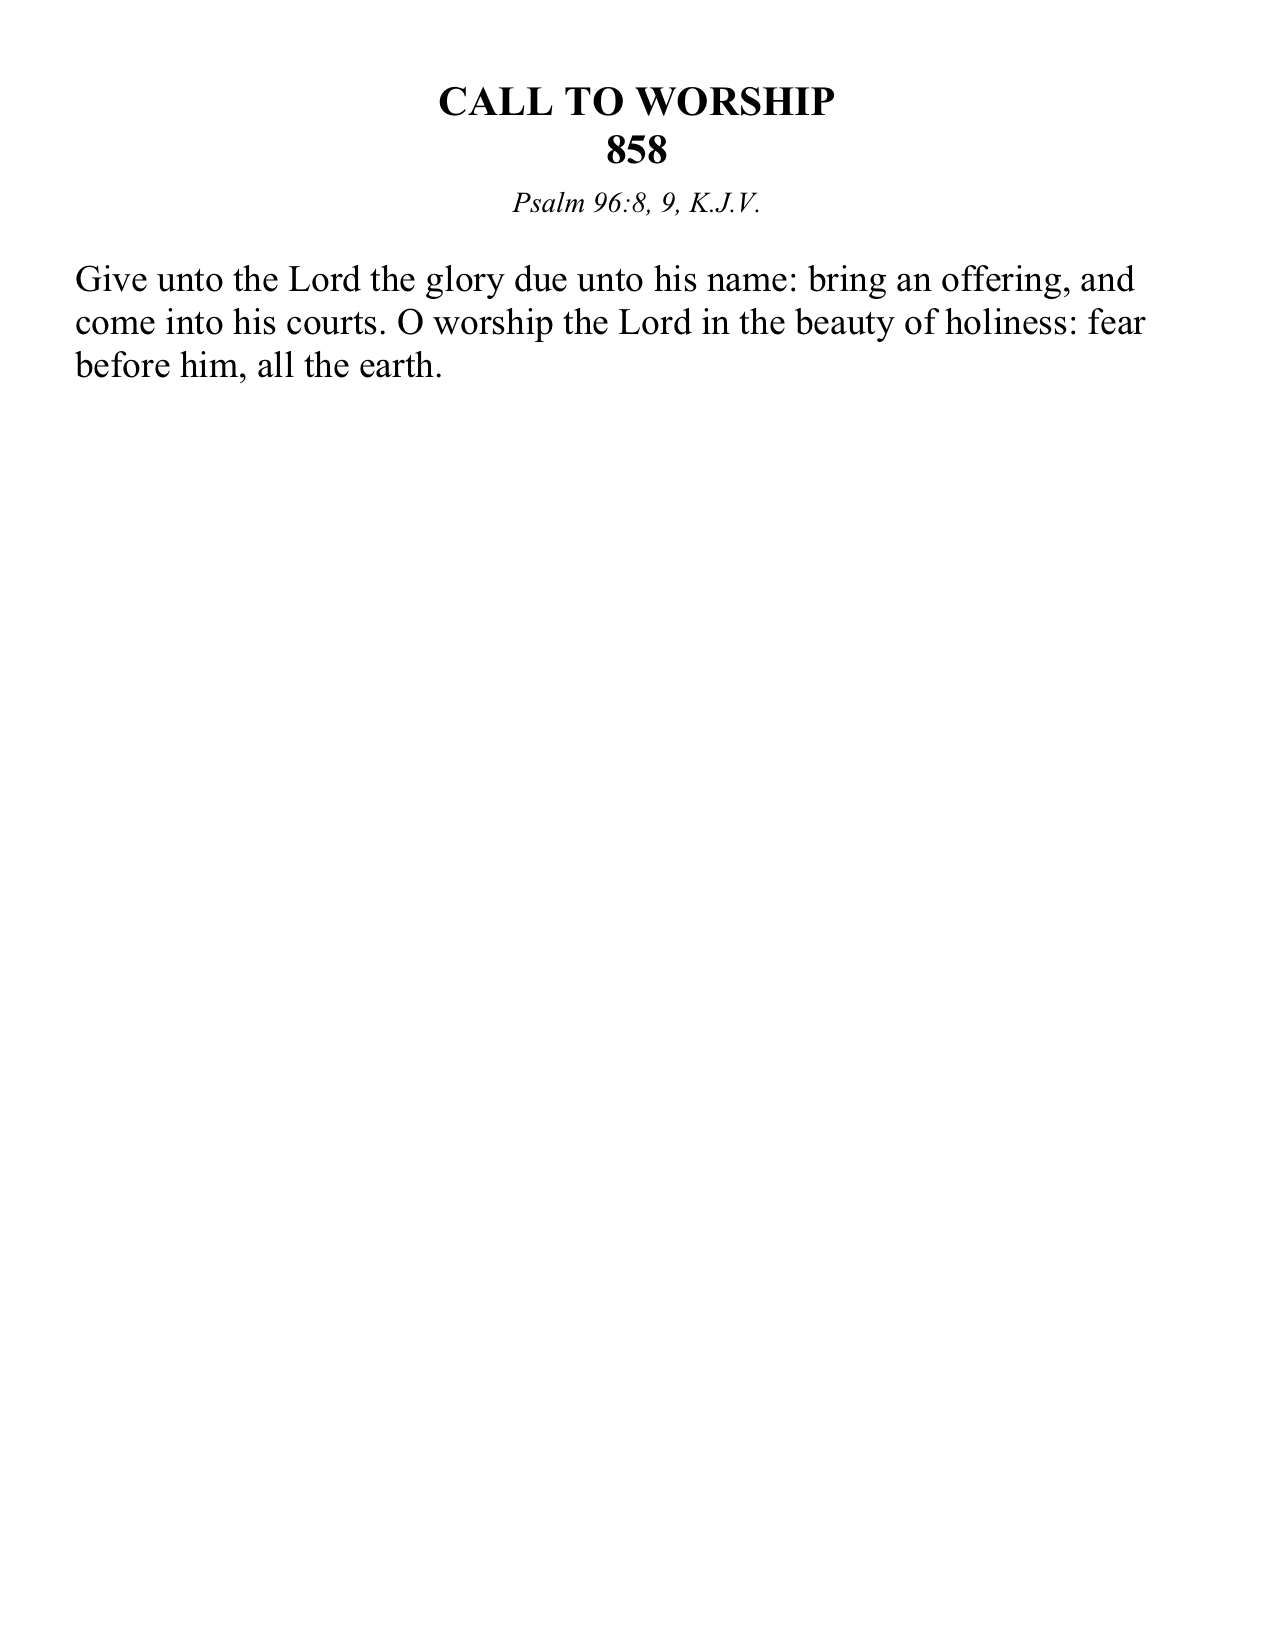 CALL TO WORSHIP
858
Psalm 96:8, 9, K.J.V.
Give unto the Lord the glory due unto his name: bring an offering, and
come into his courts. O worship the Lord in the beauty of holiness: fear
before him, all the earth.